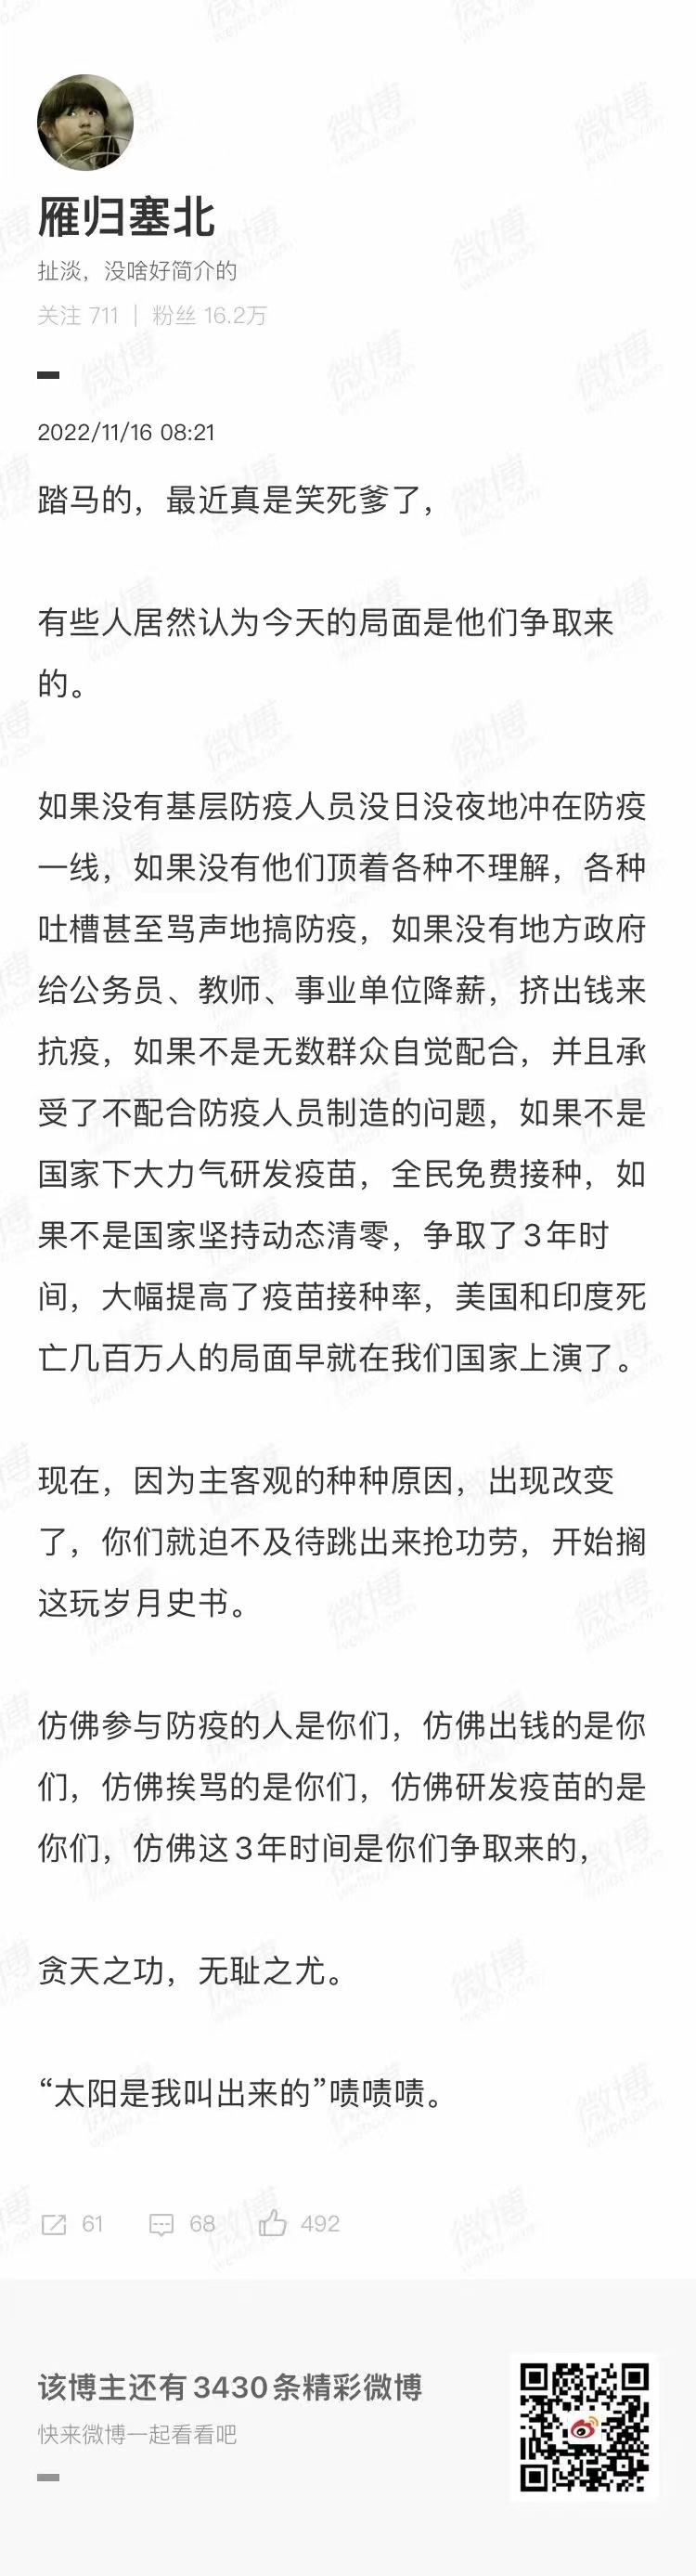 雁归塞北
扯淡，没啥好简介的
关注 711 | 粉丝 16.2万
2022/11/16 08:21
踏马的，最近真是笑死爹了，
有些人居然认为今天的局面是他们争取来
的。
如果没有基层防疫人员没日没夜地冲在防疫
一线，如果没有他们顶着各种不理解，各种
吐槽甚至骂声地搞防疫，如果没有地方政府
给公务员、教师、事业单位降薪，挤出钱来
抗疫，如果不是无数群众自觉配合，并且承
受了不配合防疫人员制造的问题，如果不是
国家下大力气研发疫苗，全民免费接种，如
果不是国家坚持动态清零，争取了3年时
间，大幅提高了疫苗接种率，美国和印度死
亡几百万人的局面早就在我们国家上演了。
现在，因为主客观的种种原因，出现改变
了，你们就迫不及待跳出来抢功劳，开始搁
这玩岁月史书。
仿佛参与防疫的人是你们，仿佛出钱的是你
们，仿佛挨骂的是你们，仿佛研发疫苗的是
你们，仿佛这3年时间是你们争取来的，
贪天之功，无耻之尤。
“太阳是我叫出来的”啧啧啧。
61 68 492
该博主还有3430条精彩微博
快来微博一起看看吧
微博
weibo.com